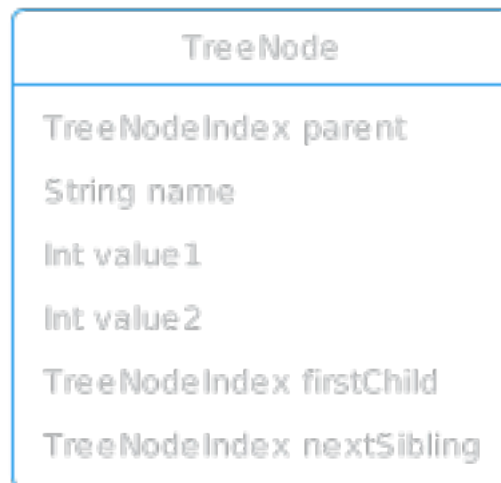 TreeNode
TreeNodeIndex parent
String name
Int value1
Int value2
TreeNodeIndex firstChild
TreeNodeIndex nextSibling